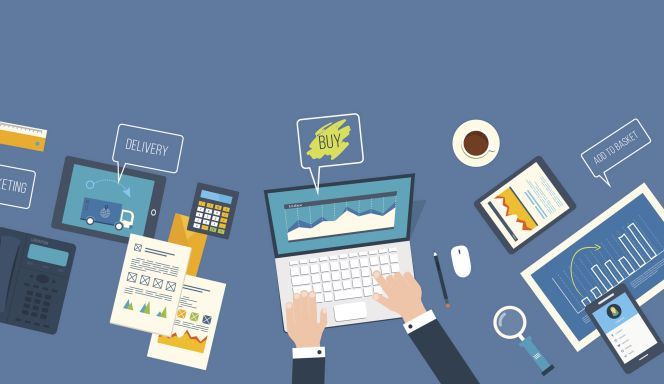 DELIVERY
BUY
ADD TO BASKET
KETING